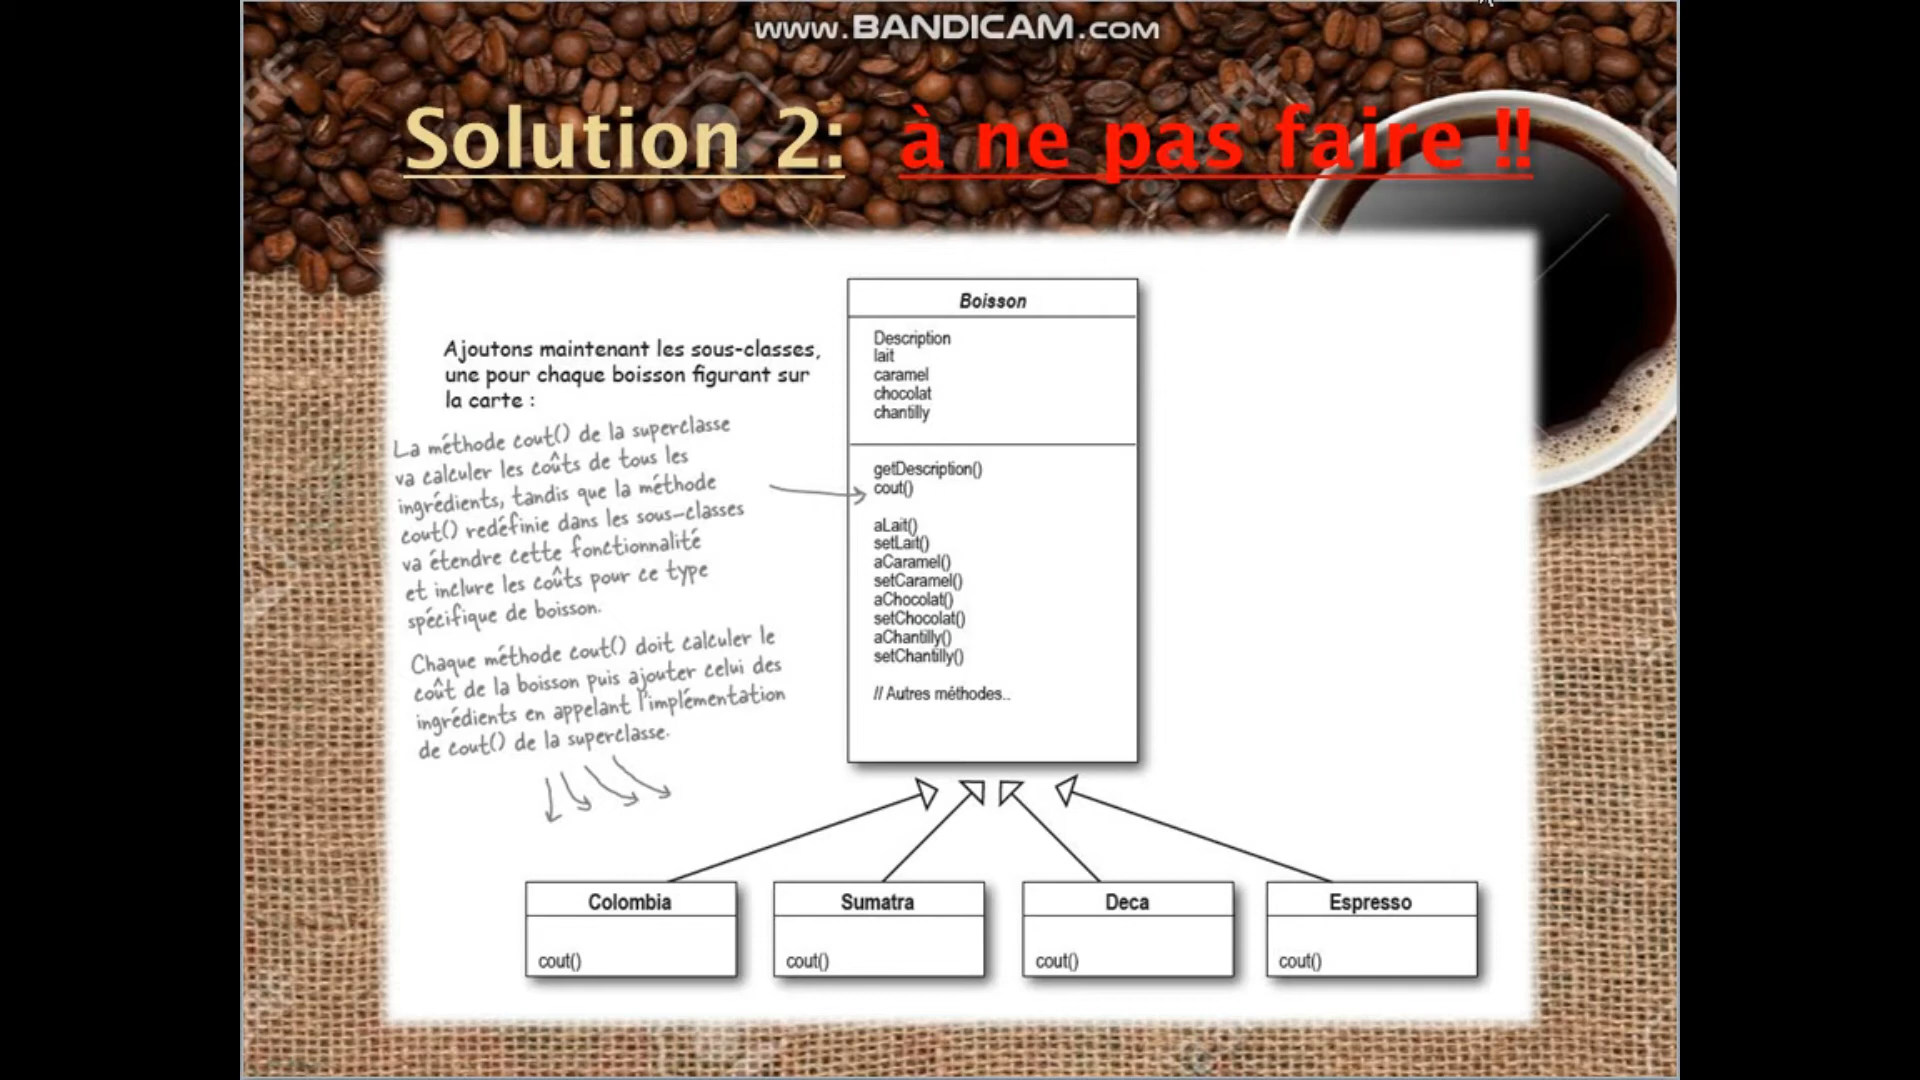 www.BANDICAM.com
Solution 2: à ne pas faire !!
Ajoutons maintenant les sous-classes,
une pour chaque boisson figurant sur
la carte :
La méthode cout() de la superclasse
va calculer les coûts de tous les
ingrédients, tandis que la méthode
cout() redéfinie dans les sous-classes
va étendre cette fonctionnalité
et inclure les coûts pour ce type
spécifique de boisson.
Chaque méthode cout() doit calculer le
coût de la boisson puis ajouter celui des
ingrédients en appelant l'implémentation
de cout() de la superclasse.
Boisson
Description
lait
caramel
chocolat
chantilly
getDescription()
cout()
aLait()
setLait()
aCaramel()
setCaramel()
aChocolat()
setChocolat()
aChantilly()
setChantilly()
// Autres méthodes..
Colombia
cout()
Sumatra
cout()
Deca
cout()
Espresso
cout()